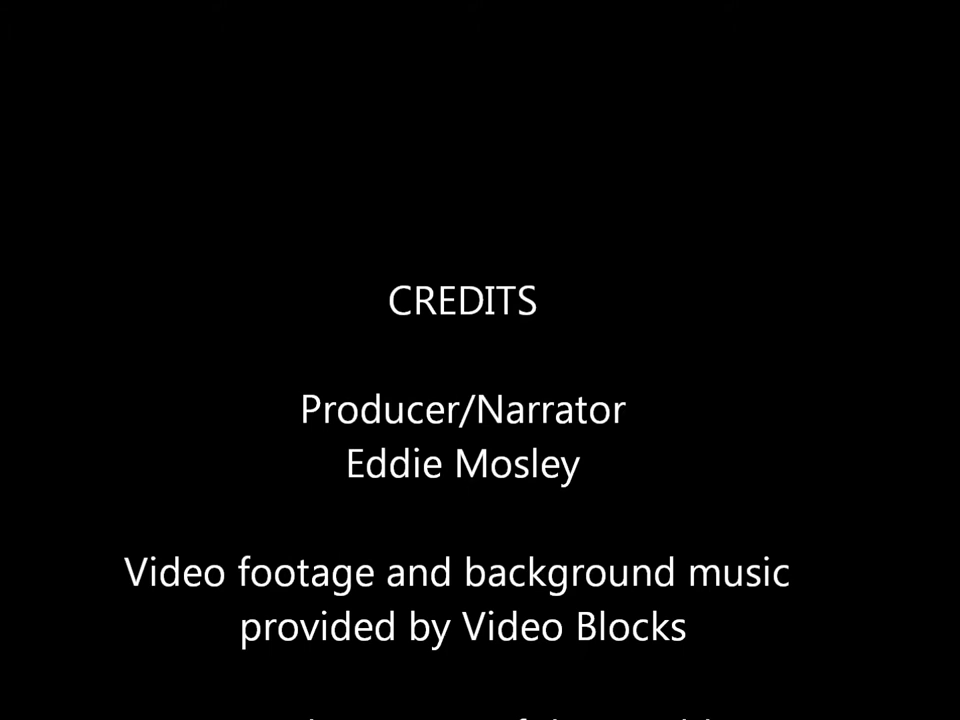 CREDITS
Producer/Narrator
Eddie Mosley
Video footage and background music
provided by Video Blocks